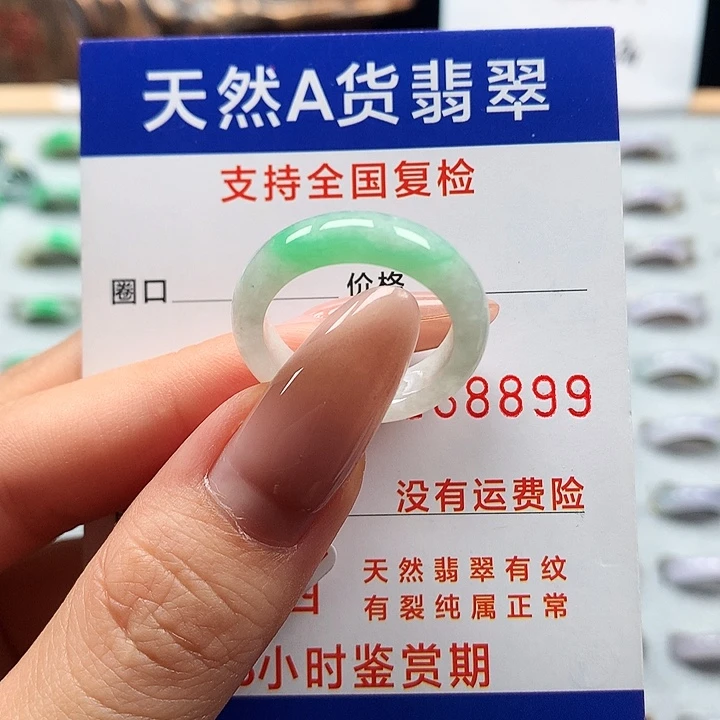 天然A货翡翠
支持全国复检
圈口 价格
8899
没有运费险
天然翡翠有纹
有裂纯属正常
小时鉴赏期